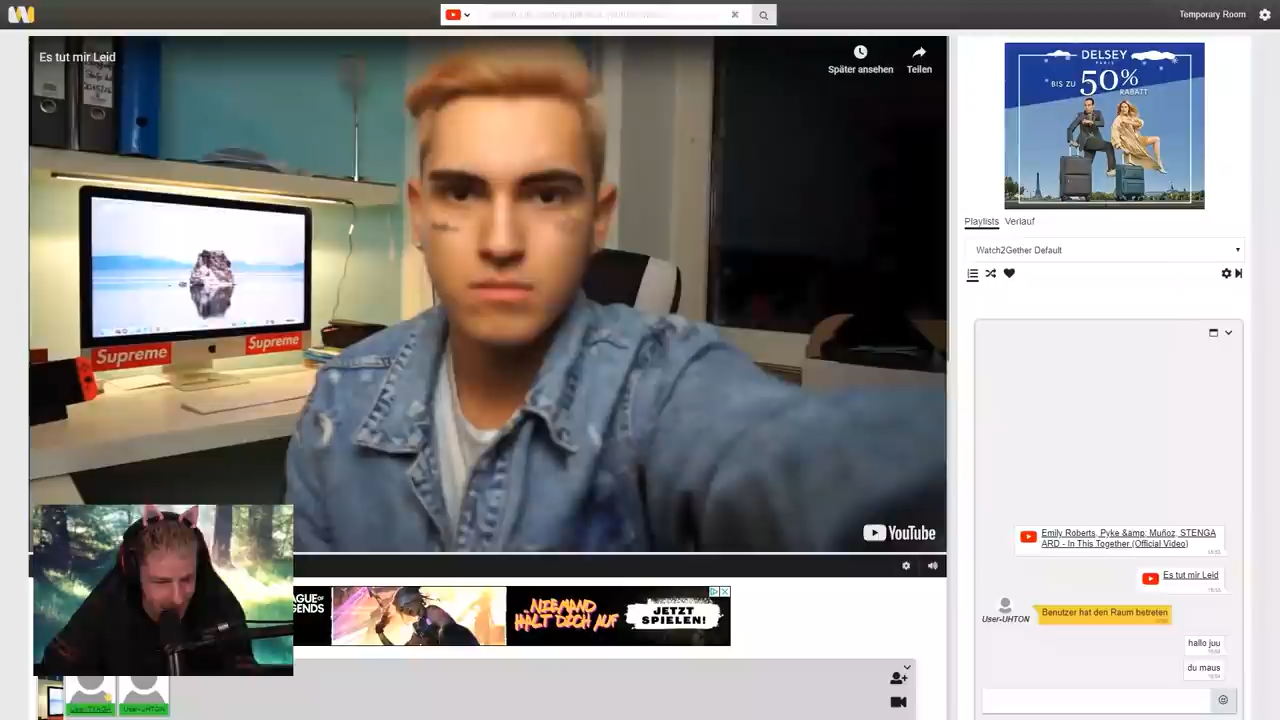 Temporary Room
Es tut mir Leid
Später ansehen
Teilen
Supreme
Supreme
YouTube
DELSEY
PARIS
BIS ZU 50%
RABATT
Playlists Verlauf
Watch2Gether Default
Emily Roberts, Pyke &amp; Muñoz, STENGA
ARD - In This Together (Official Video)
Es tut mir Leid
User-UHTON
Benutzer hat den Raum betreten
hallo juu
du maus
NIEMAND
HÄLT DICH AUF
JETZT
SPIELEN!
User-UHTON